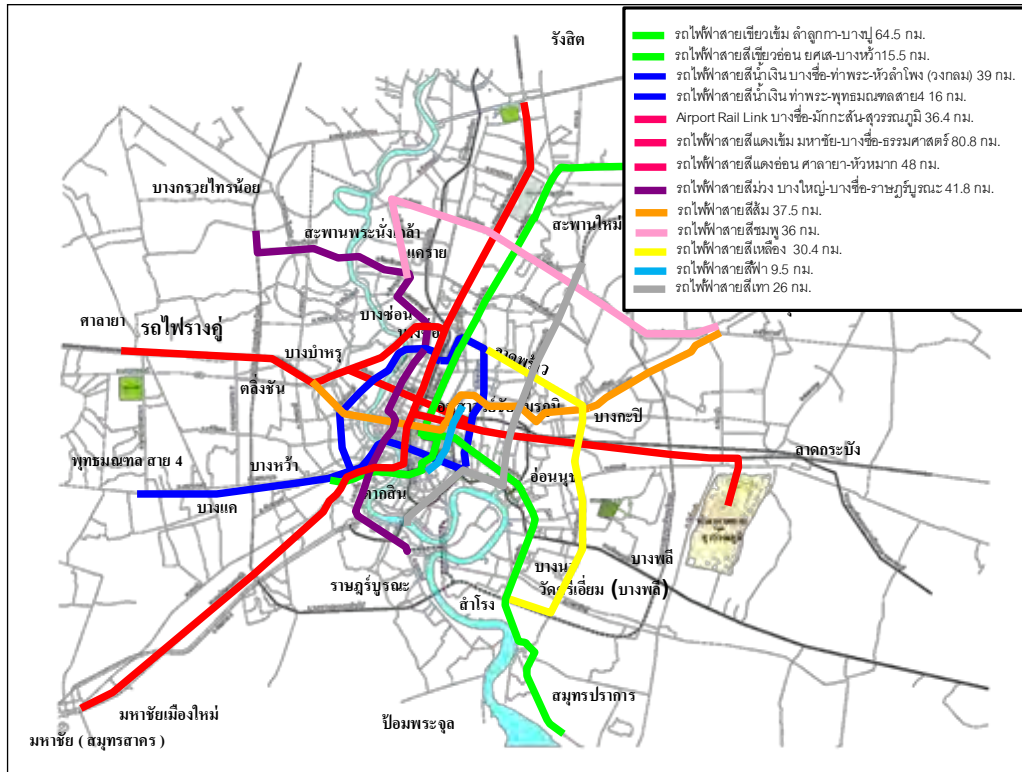 รังสิต
รถไฟฟ้าสายเขียวเข้ม ลำลูกกา-บางปู 64.5 กม.
รถไฟฟ้าสายสีเขียวอ่อน ยศเส-บางหว้า15.5 กม.
รถไฟฟ้าสายสีน้ำเงิน บางซื่อ-ท่าพระ-หัวลำโพง (วงกลม) 39 กม.
รถไฟฟ้าสายสีน้ำเงิน ท่าพระ-พุทธมณฑลสาย4 16 กม.
Airport Rail Link บางซื่อ-มักกะสัน-สุวรรณภูมิ 36.4 กม.
รถไฟฟ้าสายสีแดงเข้ม มหาชัย-บางซื่อ-ธรรมศาสตร์ 80.8 กม.
รถไฟฟ้าสายสีแดงอ่อน ศาลายา-หัวหมาก 48 กม.
รถไฟฟ้าสายสีม่วง บางใหญ่-บางซื่อ-ราษฎร์บูรณะ 41.8 กม.
รถไฟฟ้าสายสีส้ม 37.5 กม.
รถไฟฟ้าสายสีชมพู 36 กม.
รถไฟฟ้าสายสีเหลือง 30.4 กม.
รถไฟฟ้าสายสีฟ้า 9.5 กม.
รถไฟฟ้าสายสีเทา 26 กม.
บางกรวยไทรน้อย
สะพานพระนั่งเกล้า
แคราย
สะพานใหม่
บางซ่อน
ศาลายา
รถไฟรางคู่
บางบำหรุ
ลาดพร้าว
ตลิ่งชัน
บางกะปิ
พุทธมณฑล สาย 4
บางหว้า
ลาดกระบัง
อ่อนนุช
ตากสิน
บางแค
บางนา
บางพลี
ราษฎร์บูรณะ
วัดศรีเอี่ยม (บางพลี)
สำโรง
สมุทรปราการ
มหาชัยเมืองใหม่
ป้อมพระจุล
มหาชัย ( สมุทรสาคร )